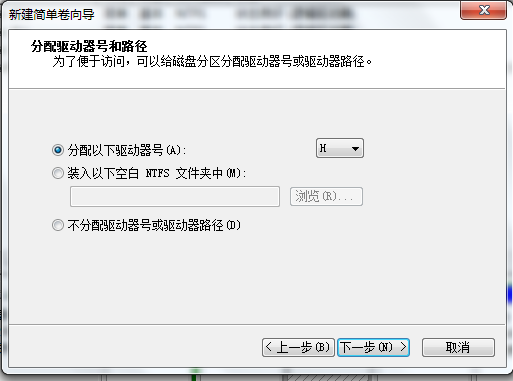 新建简单卷向导
分配驱动器号和路径
为了便于访问，可以给磁盘分区分配驱动器号或驱动器路径。
分配以下驱动器号(A):
H
装入以下空白 NTFS 文件夹中(M):
浏览(R)...
不分配驱动器号或驱动器路径(D)
< 上一步(B)
下一步(N) >
取消